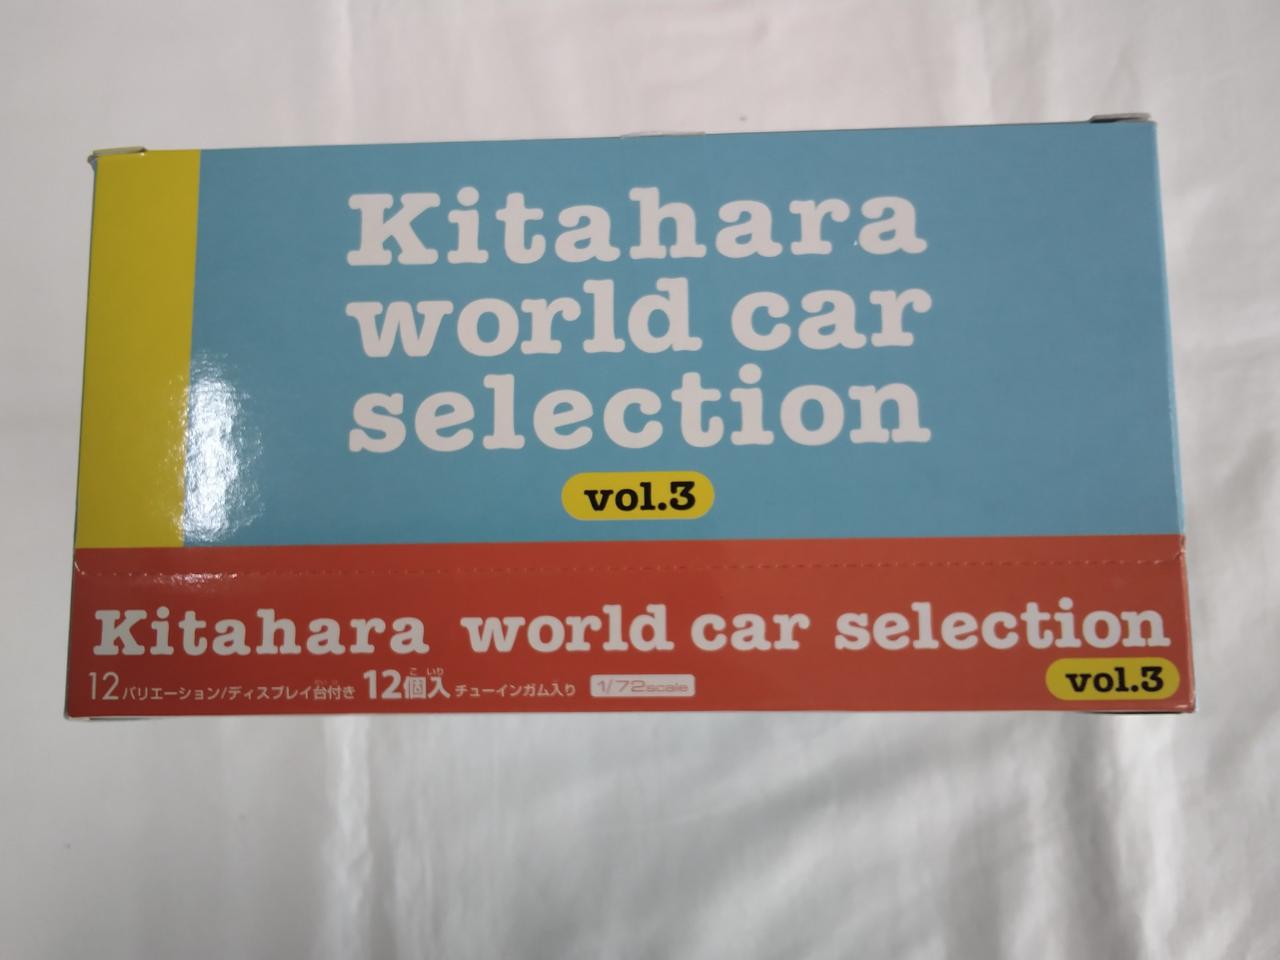 Kitahara
world car
selection
vol.3
Kitahara world car selection
12バリエーション/ディスプレイ台付き 12個入 チューインガム入り 1/72scale
vol.3